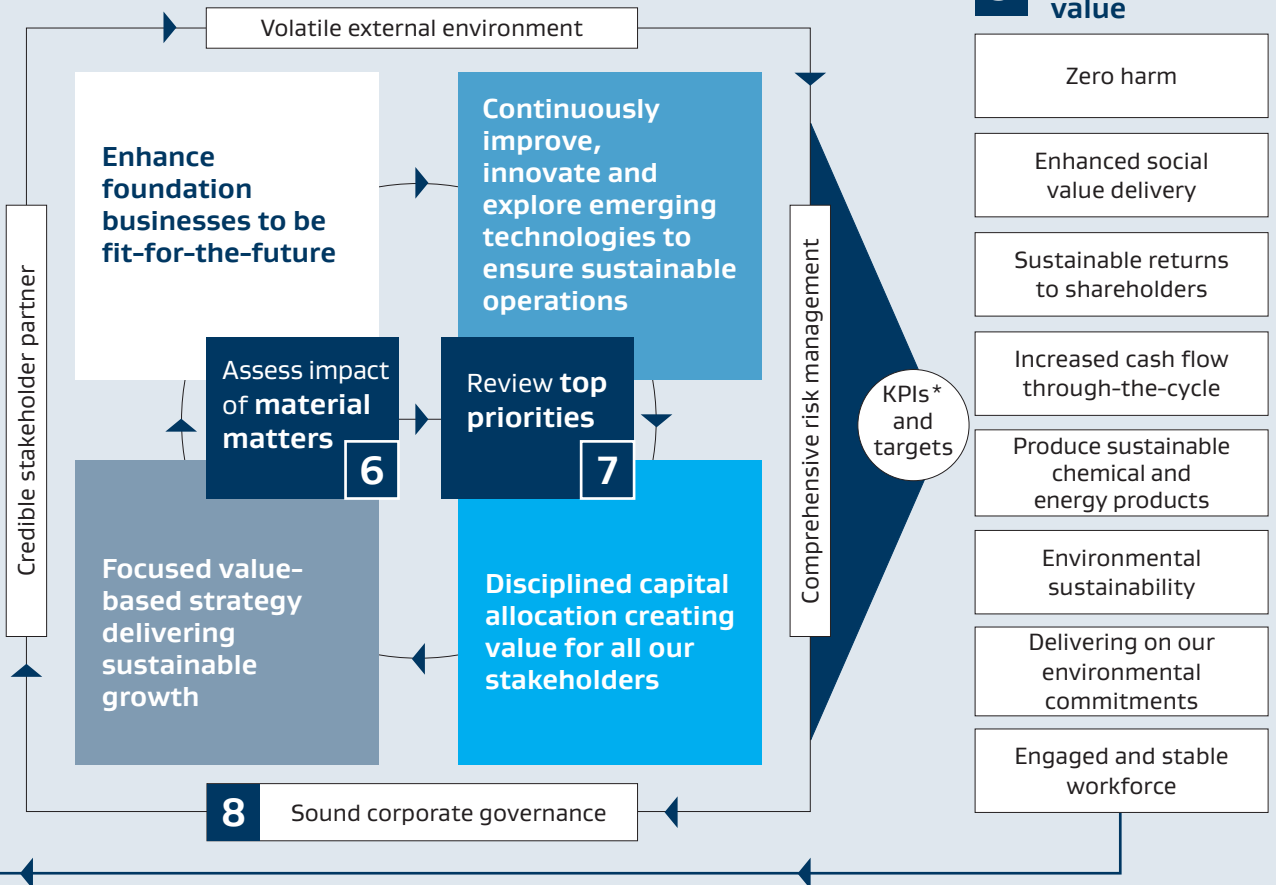 value
Volatile external environment
Zero harm
Enhanced social
value delivery
Sustainable returns
to shareholders
Increased cash flow
through-the-cycle
Produce sustainable
chemical and
energy products
Environmental
sustainability
Delivering on our
environmental
commitments
Engaged and stable
workforce
Credible stakeholder partner
Enhance
foundation
businesses to be
fit-for-the-future
Continuously
improve,
innovate and
explore emerging
technologies to
ensure sustainable
operations
Assess impact
of material
matters
6
Review top
priorities
7
Focused value-
based strategy
delivering
sustainable
growth
Disciplined capital
allocation creating
value for all our
stakeholders
Comprehensive risk management
KPIs*
and
targets
8 Sound corporate governance